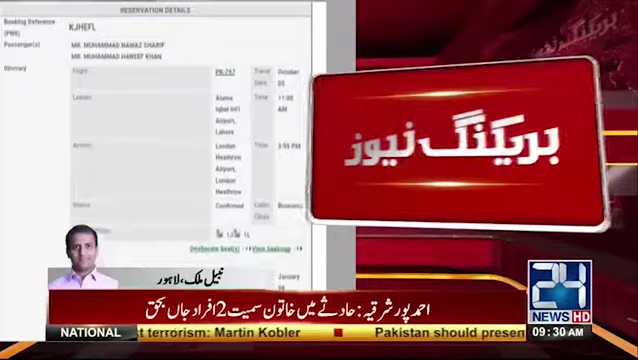 RESERVATION DETAILS
Booking Reference (PNR)
KJHEFL
Passenger(s)
MR. MUHAMMAD NAWAZ SHARIF
MR. MUHAMMAD HANEEF KHAN
Itinerary
Flight
PK-757
Travel Date
October 05
Leaves
Alama Iqbal Int'l Airport, Lahore
Time
11:00 AM
Arrives
London Heathrow Airport, London Heathrow
Time
3:55 PM
Status
Confirmed
Cabin Class
Business
View Seatmap
January
بریکنگ نیوز
نبیل ملک، لاہور
احمد پور شرقیہ: حادثے میں خاتون سمیت 2 افراد جاں بحق
24
NEWS HD
NATIONAL
t terrorism: Martin Kobler
Pakistan should present
09:30 AM